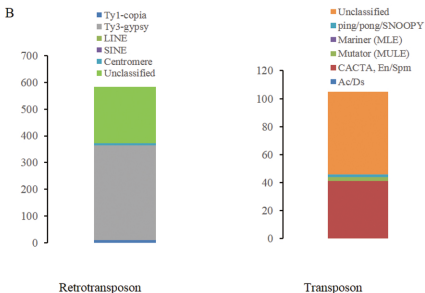 B
Ty1-copia
Ty3-gypsy
LINE
SINE
Centromere
Unclassified
700
600
500
400
300
200
100
0
Retrotransposon
Unclassified
ping/pong/SNOOPY
Mariner (MLE)
Mutator (MULE)
CACTA, En/Spm
Ac/Ds
120
100
80
60
40
20
0
Transposon